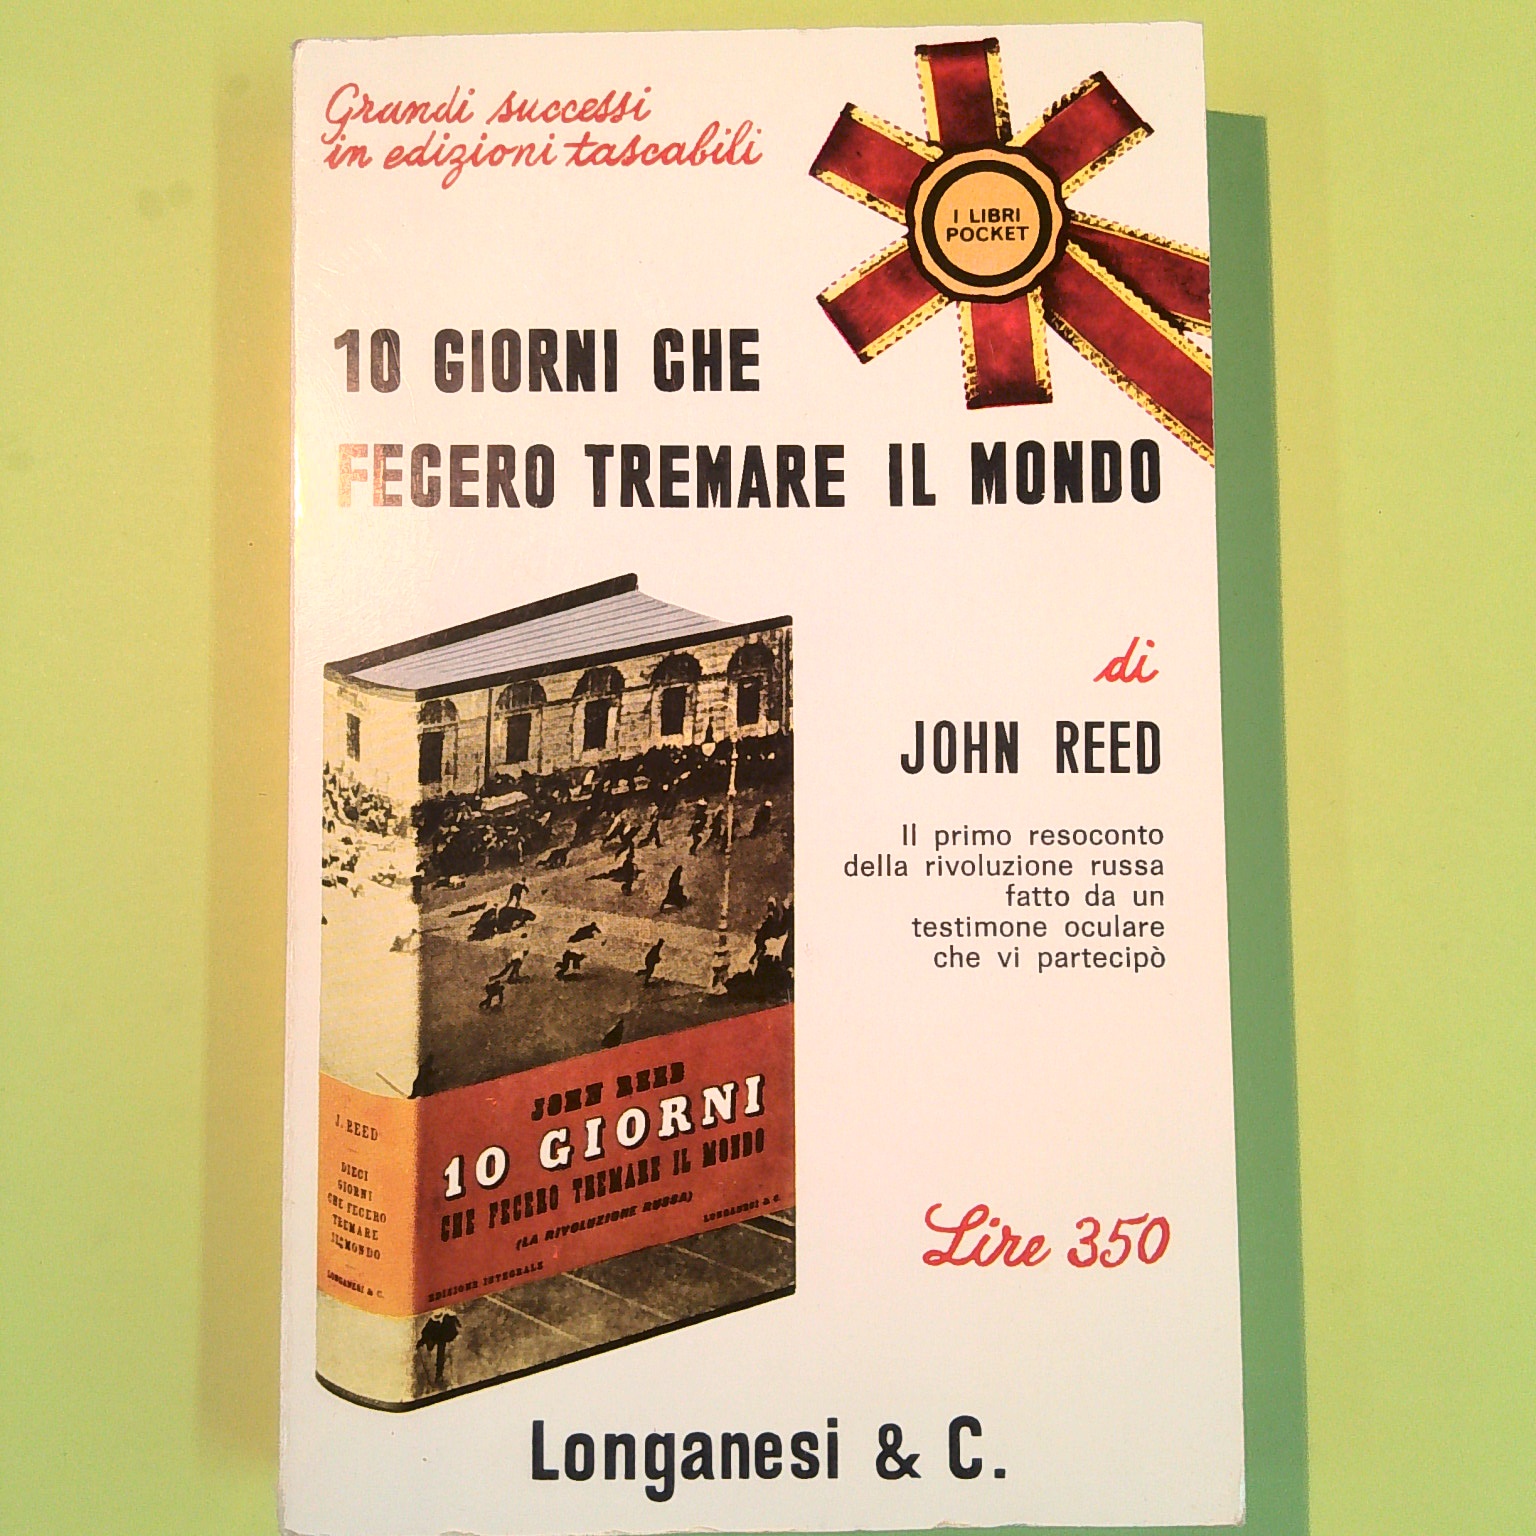 Grandi successi
in edizioni tascabili
I LIBRI
POCKET
10 GIORNI CHE
FECERO TREMARE IL MONDO
di
JOHN REED
Il primo resoconto
della rivoluzione russa
fatto da un
testimone oculare
che vi partecipò
J. REED
DIECI
GIORNI
CHE FECERO
TREMARE
IL MONDO
LONGANESI & C.
JOHN REED
10 GIORNI
CHE FECERO TREMARE IL MONDO
(LA RIVOLUZIONE RUSSA)
LONGANESI & C.
EDIZIONE INTEGRALE
Lire 350
Longanesi & C.